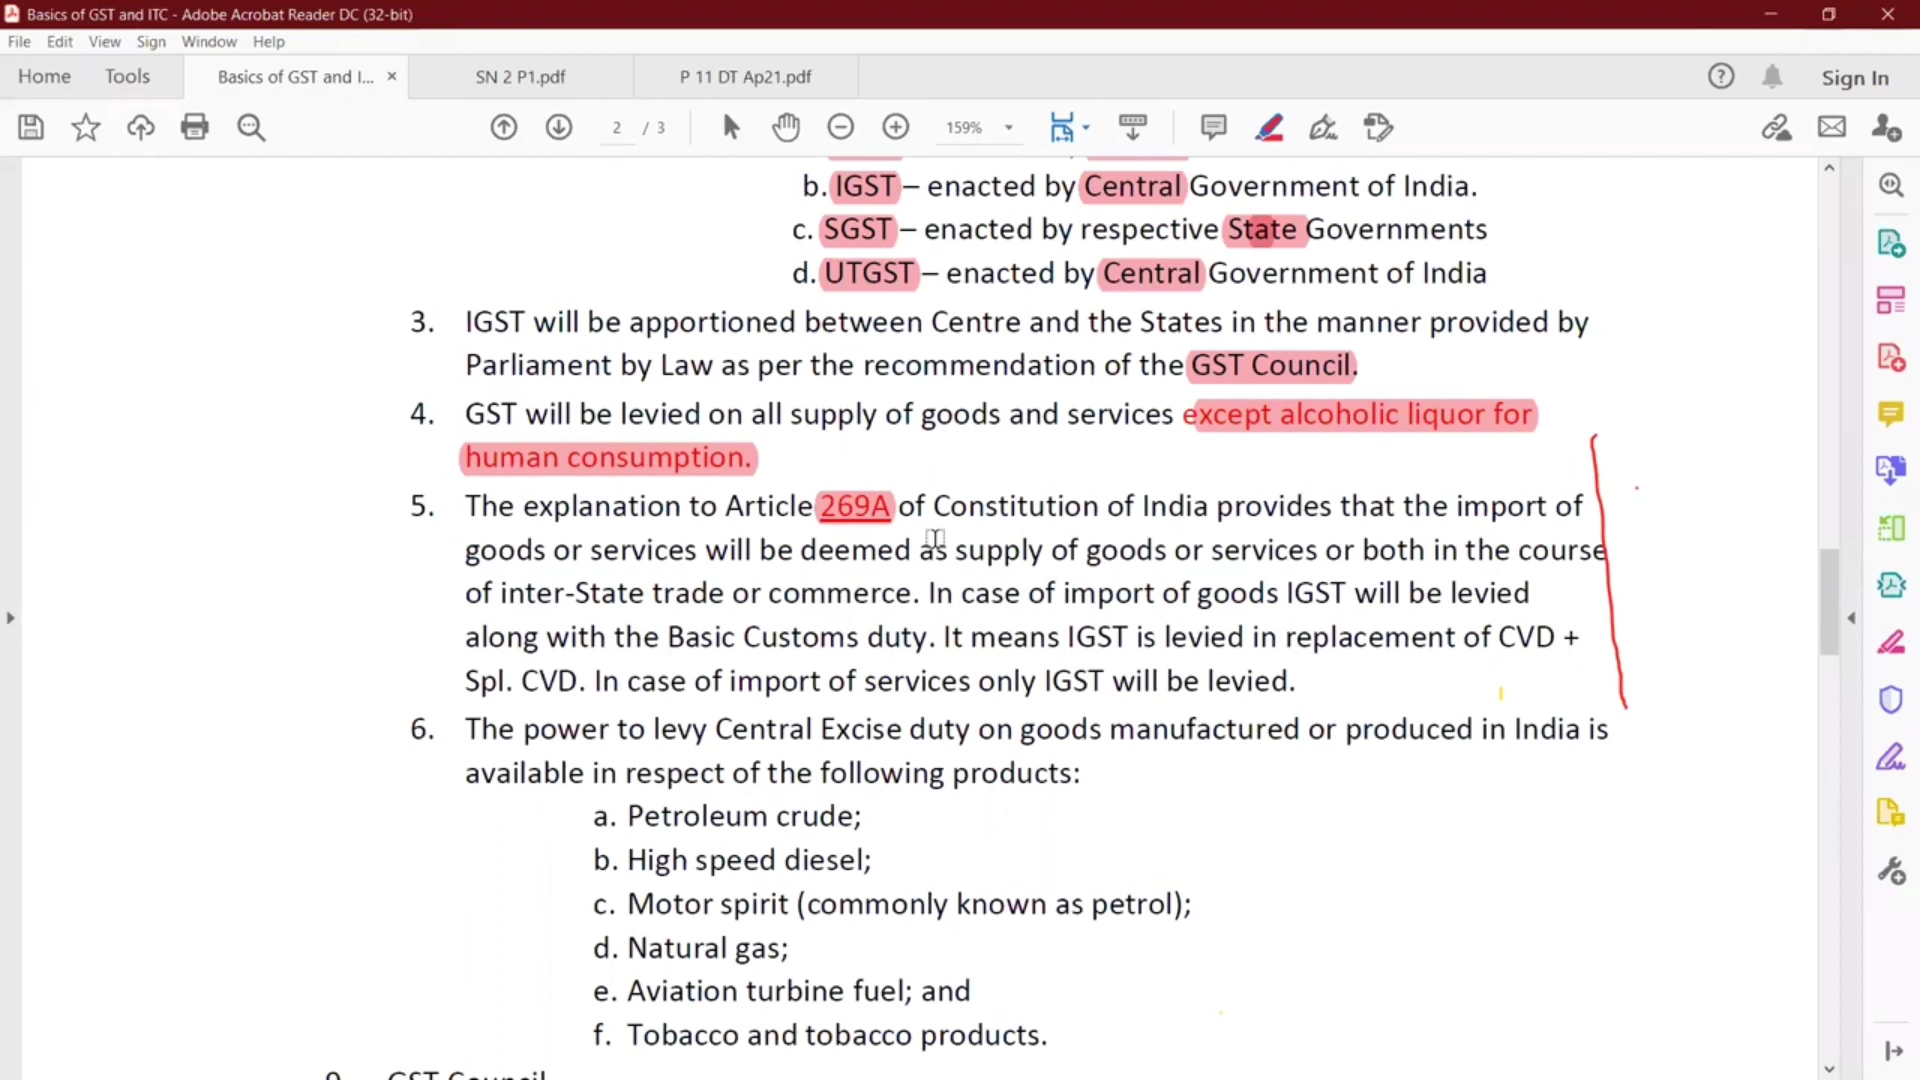 Basics of GST and ITC - Adobe Acrobat Reader DC (32-bit)
File Edit View Sign Window Help
Home Tools Basics of GST and I... × SN 2 P1.pdf P 11 DT Ap21.pdf Sign In
2 / 3 159%
b. IGST – enacted by Central Government of India.
c. SGST – enacted by respective State Governments
d. UTGST – enacted by Central Government of India
3. IGST will be apportioned between Centre and the States in the manner provided by
Parliament by Law as per the recommendation of the GST Council.
4. GST will be levied on all supply of goods and services except alcoholic liquor for
human consumption.
5. The explanation to Article 269A of Constitution of India provides that the import of
goods or services will be deemed as supply of goods or services or both in the course
of inter-State trade or commerce. In case of import of goods IGST will be levied
along with the Basic Customs duty. It means IGST is levied in replacement of CVD +
Spl. CVD. In case of import of services only IGST will be levied.
6. The power to levy Central Excise duty on goods manufactured or produced in India is
available in respect of the following products:
a. Petroleum crude;
b. High speed diesel;
c. Motor spirit (commonly known as petrol);
d. Natural gas;
e. Aviation turbine fuel; and
f. Tobacco and tobacco products.
GST Council